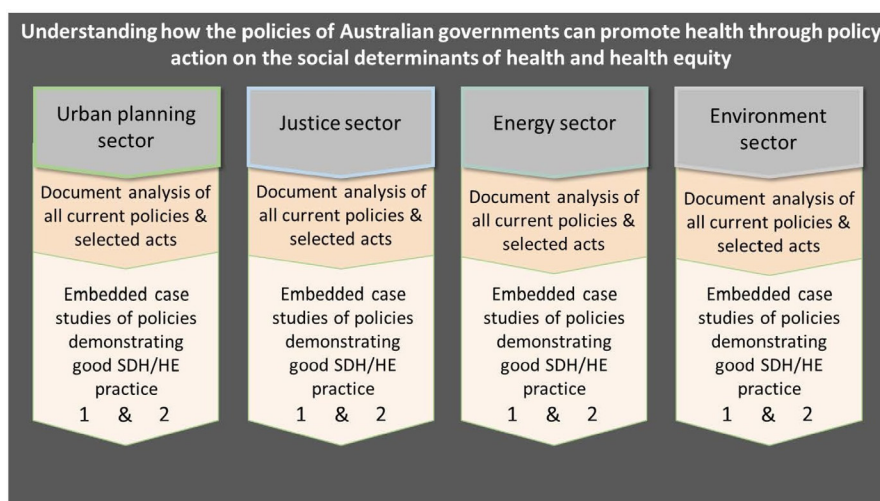 Understanding how the policies of Australian governments can promote health through policy
action on the social determinants of health and health equity
Urban planning
sector
Document analysis of
all current policies &
selected acts
Embedded case
studies of policies
demonstrating
good SDH/HE
practice
1 & 2
Justice sector
Document analysis of
all current policies &
selected acts
Embedded case
studies of policies
demonstrating
good SDH/HE
practice
1 & 2
Energy sector
Document analysis of
all current policies &
selected acts
Embedded case
studies of policies
demonstrating
good SDH/HE
practice
1 & 2
Environment
sector
Document analysis of
all current policies &
selected acts
Embedded case
studies of policies
demonstrating
good SDH/HE
practice
1 & 2